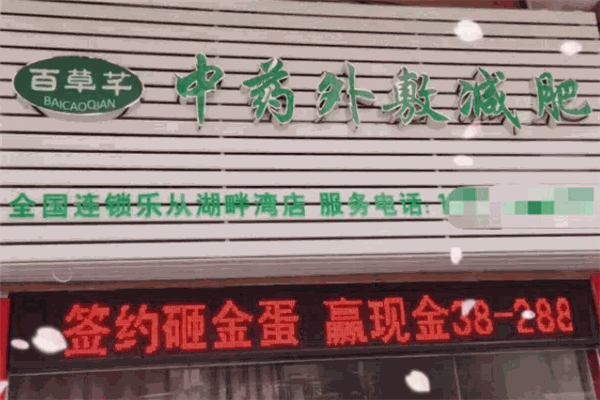 百草芊
BAICAOQIAN
中药外敷减肥
全国连锁乐从湖畔湾店 服务电话:1
签约砸金蛋 赢现金38-288